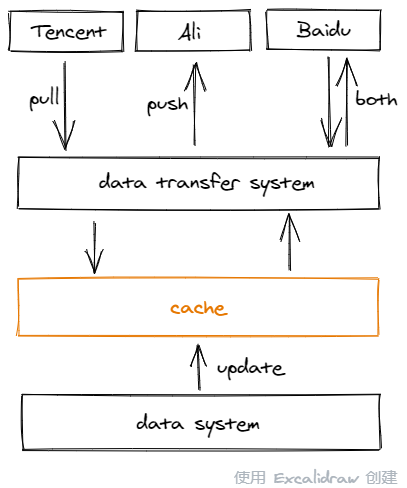 Tencent
Ali
Baidu
pull
push
both
data transfer system
cache
update
data system
使用 Excalidraw 创建